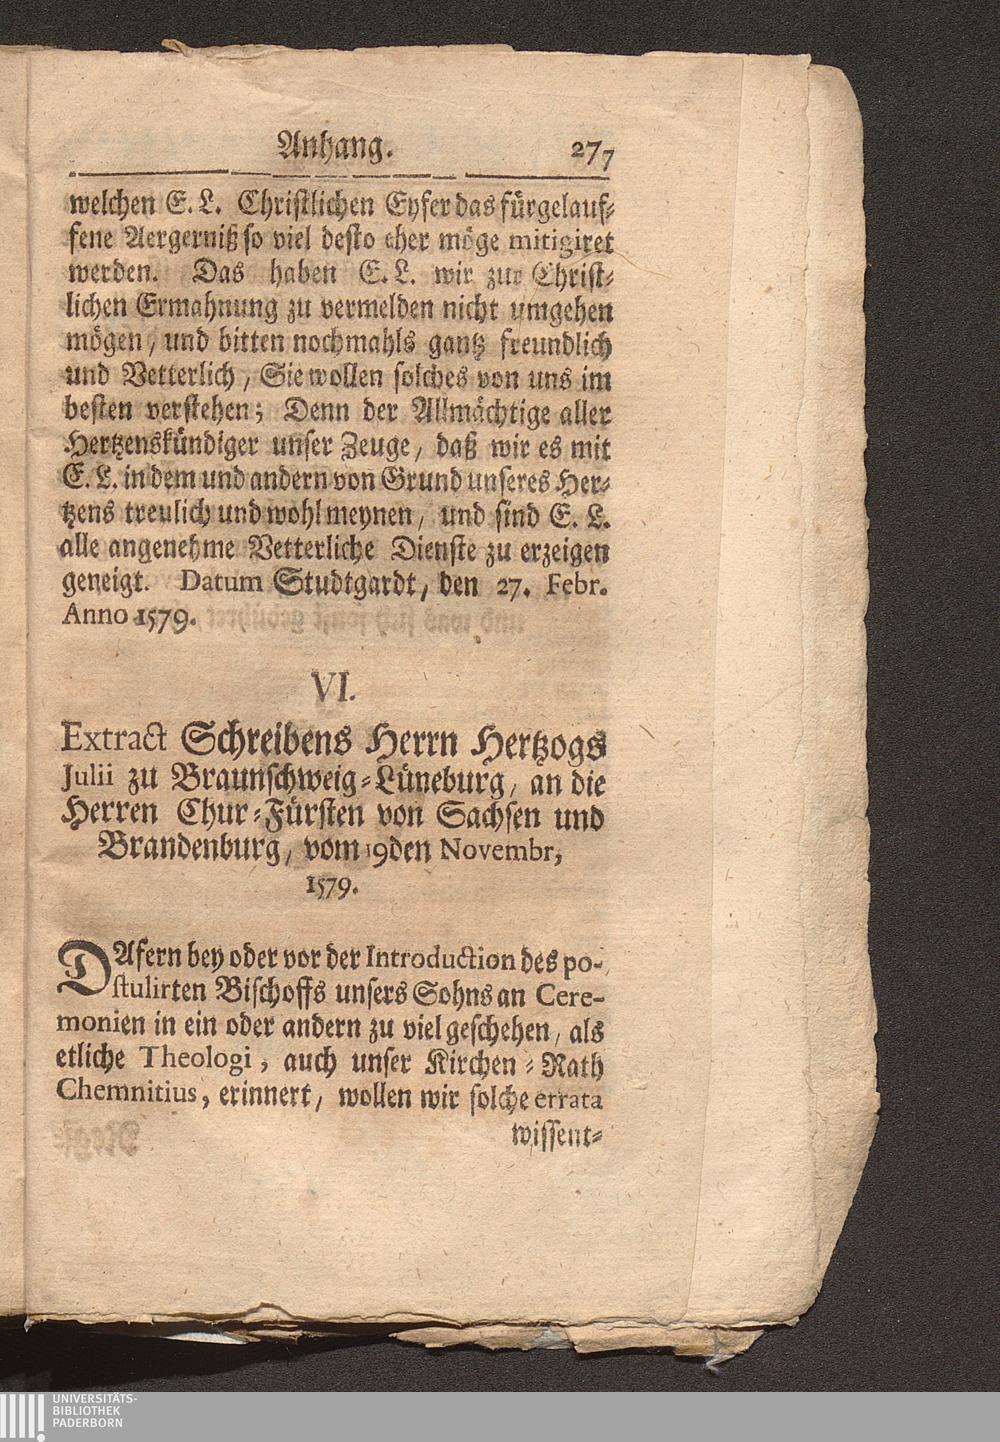 Anhang. 277
welchen E. L. Christlichen Eyfer das fürgelauf-
fene Aergerniß so viel desto eher möge mitigiret
werden. Das haben E. L. wir zur Christ-
lichen Ermahnung zu vermelden nicht umgehen
mögen, und bitten nochmahls gantz freundlich
und Vetterlich, Sie wollen solches von uns im
besten verstehen; Denn der Allmächtige aller
Hertzenskündiger unser Zeuge, daß wir es mit
E. L. in dem und andern von Grund unseres Her-
tzens treulich und wohl meynen, und sind E. L.
alle angenehme Vetterliche Dienste zu erzeigen
geneigt. Datum Studtgardt, den 27. Febr.
Anno 1579.
VI.
Extract Schreibens Herrn Hertzogs
Julii zu Braunschweig-Lüneburg, an die
Herren Chur-Fürsten von Sachsen und
Brandenburg, vom 19den Novembr,
1579.
DAfern bey oder vor der Introduction des po-
stulirten Bischoffs unsers Sohns an Cere-
monien in ein oder andern zu viel geschehen, als
etliche Theologi, auch unser Kirchen-Rath
Chemnitius, erinnert, wollen wir solche errata
wissent-
UNIVERSITÄTS-
BIBLIOTHEK
PADERBORN